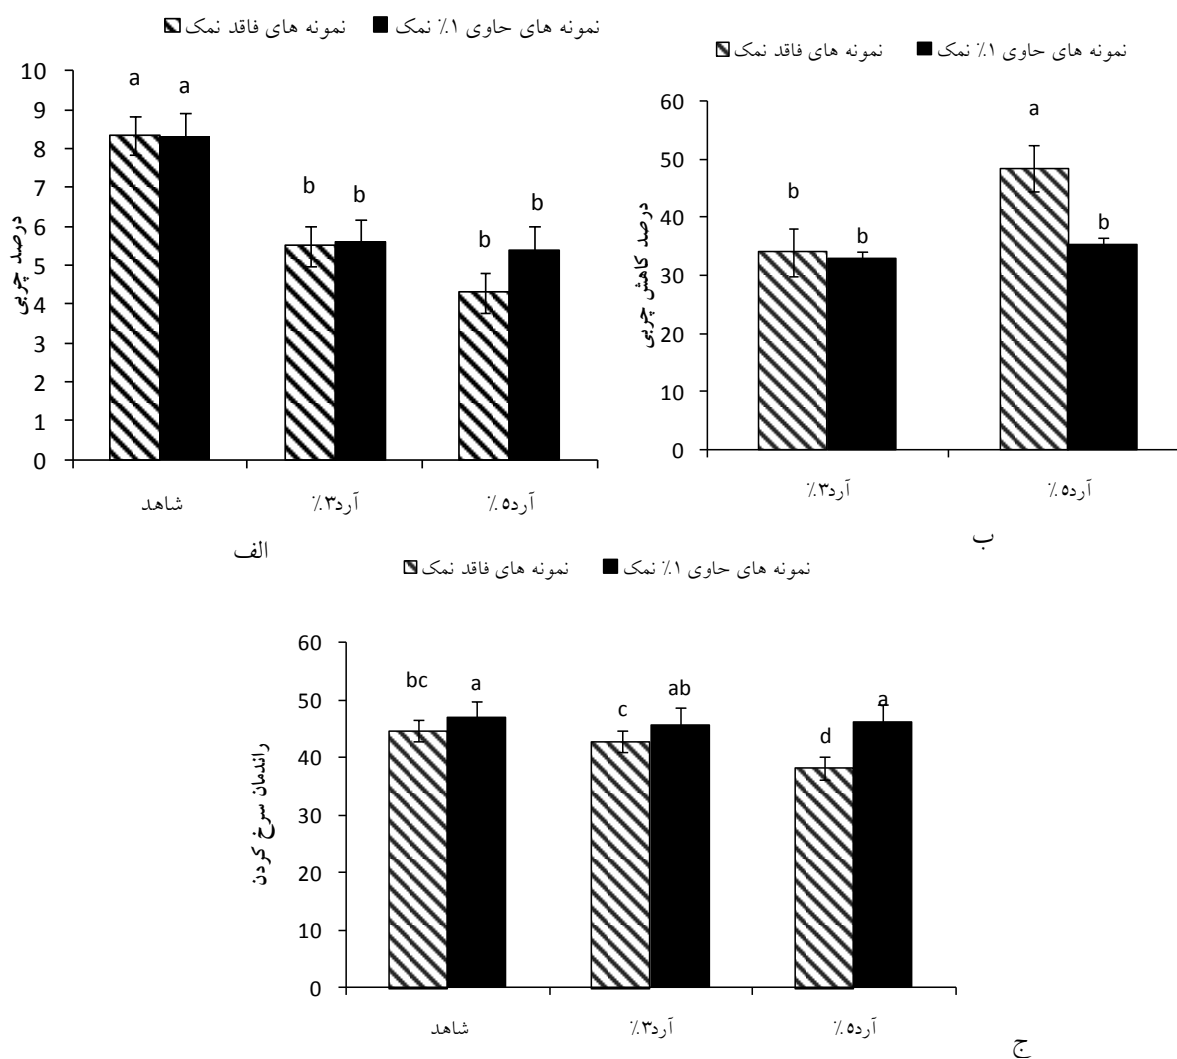 نمونه های فاقد نمک نمونه های حاوی ۱٪ نمک
درصد چربی
10
9
8
7
6
5
4
3
2
1
0
a a
b b
b b
شاهد آرد۳٪ آرد۵٪
الف
نمونه های فاقد نمک نمونه های حاوی ۱٪ نمک
درصد کاهش چربی
60
50
40
30
20
10
0
b b
a b
آرد۳٪ آرد۵٪
ب
نمونه های فاقد نمک نمونه های حاوی ۱٪ نمک
راندمان سرخ کردن
60
50
40
30
20
10
0
bc a
c ab
d a
شاهد آرد۳٪ آرد۵٪
ج